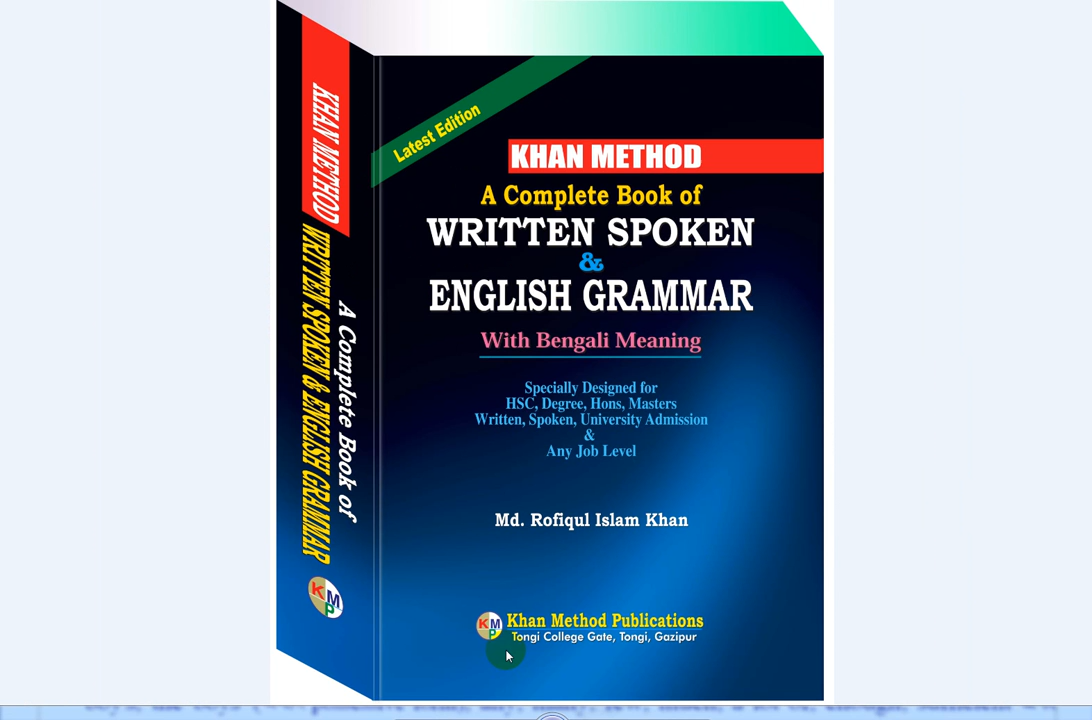 Latest Edition
KHAN METHOD
A Complete Book of
WRITTEN SPOKEN
&
ENGLISH GRAMMAR
With Bengali Meaning
Specially Designed for
HSC, Degree, Hons, Masters
Written, Spoken, University Admission
&
Any Job Level
Md. Rofiqul Islam Khan
KMP
Khan Method Publications
Tongi College Gate, Tongi, Gazipur
KHAN METHOD
A Complete Book of
WRITTEN SPOKEN & ENGLISH GRAMMAR
KMP